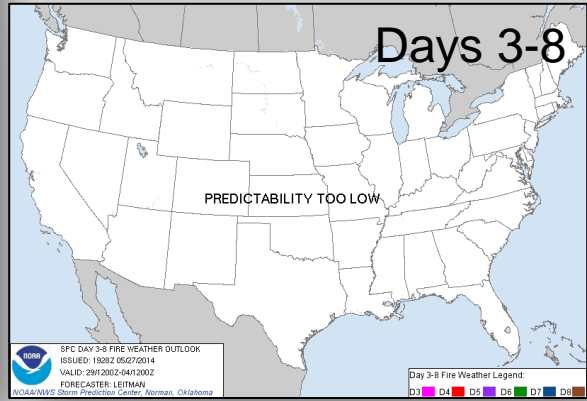 Days 3-8
PREDICTABILITY TOO LOW
NOAA
SPC DAY 3-8 FIRE WEATHER OUTLOOK
ISSUED: 1928Z 05/27/2014
VALID: 29/1200Z-04/1200Z
FORECASTER: LEITMAN
NOAA/NWS Storm Prediction Center, Norman, Oklahoma
Day 3-8 Fire Weather Legend:
D3 D4 D5 D6 D7 D8